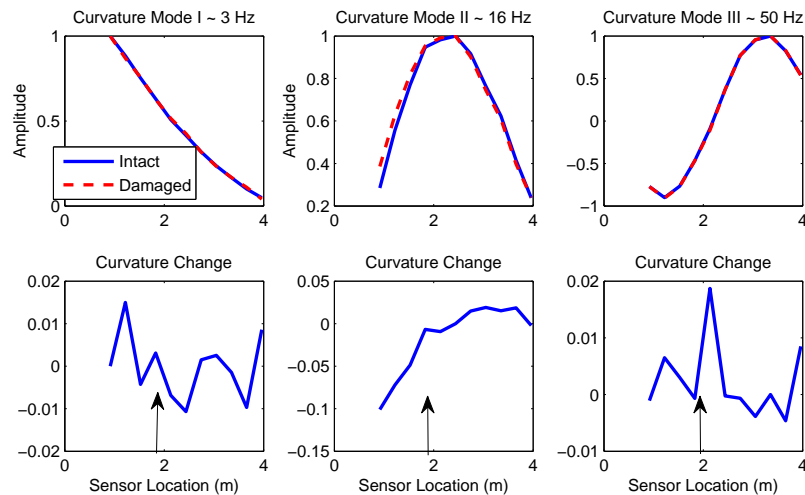 Curvature Mode I ~ 3 Hz
Amplitude
1
0.5
0
0 2 4
Intact
Damaged
Curvature Mode II ~ 16 Hz
Amplitude
1
0.8
0.6
0.4
0.2
0 2 4
Curvature Mode III ~ 50 Hz
Amplitude
1
0.5
0
−0.5
−1
0 2 4
Curvature Change
0.02
0.01
0
−0.01
−0.02
0 2 4
Sensor Location (m)
Curvature Change
0.05
0
−0.05
−0.1
−0.15
0 2 4
Sensor Location (m)
Curvature Change
0.02
0.01
0
−0.01
0 2 4
Sensor Location (m)